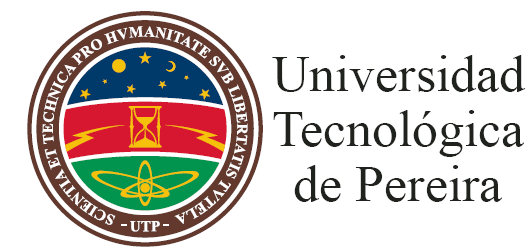 SCIENTIA ET TECHNICA PRO HVMANITATE SVB LIBERTATIS TVTELA
- UTP -
Universidad
Tecnológica
de Pereira